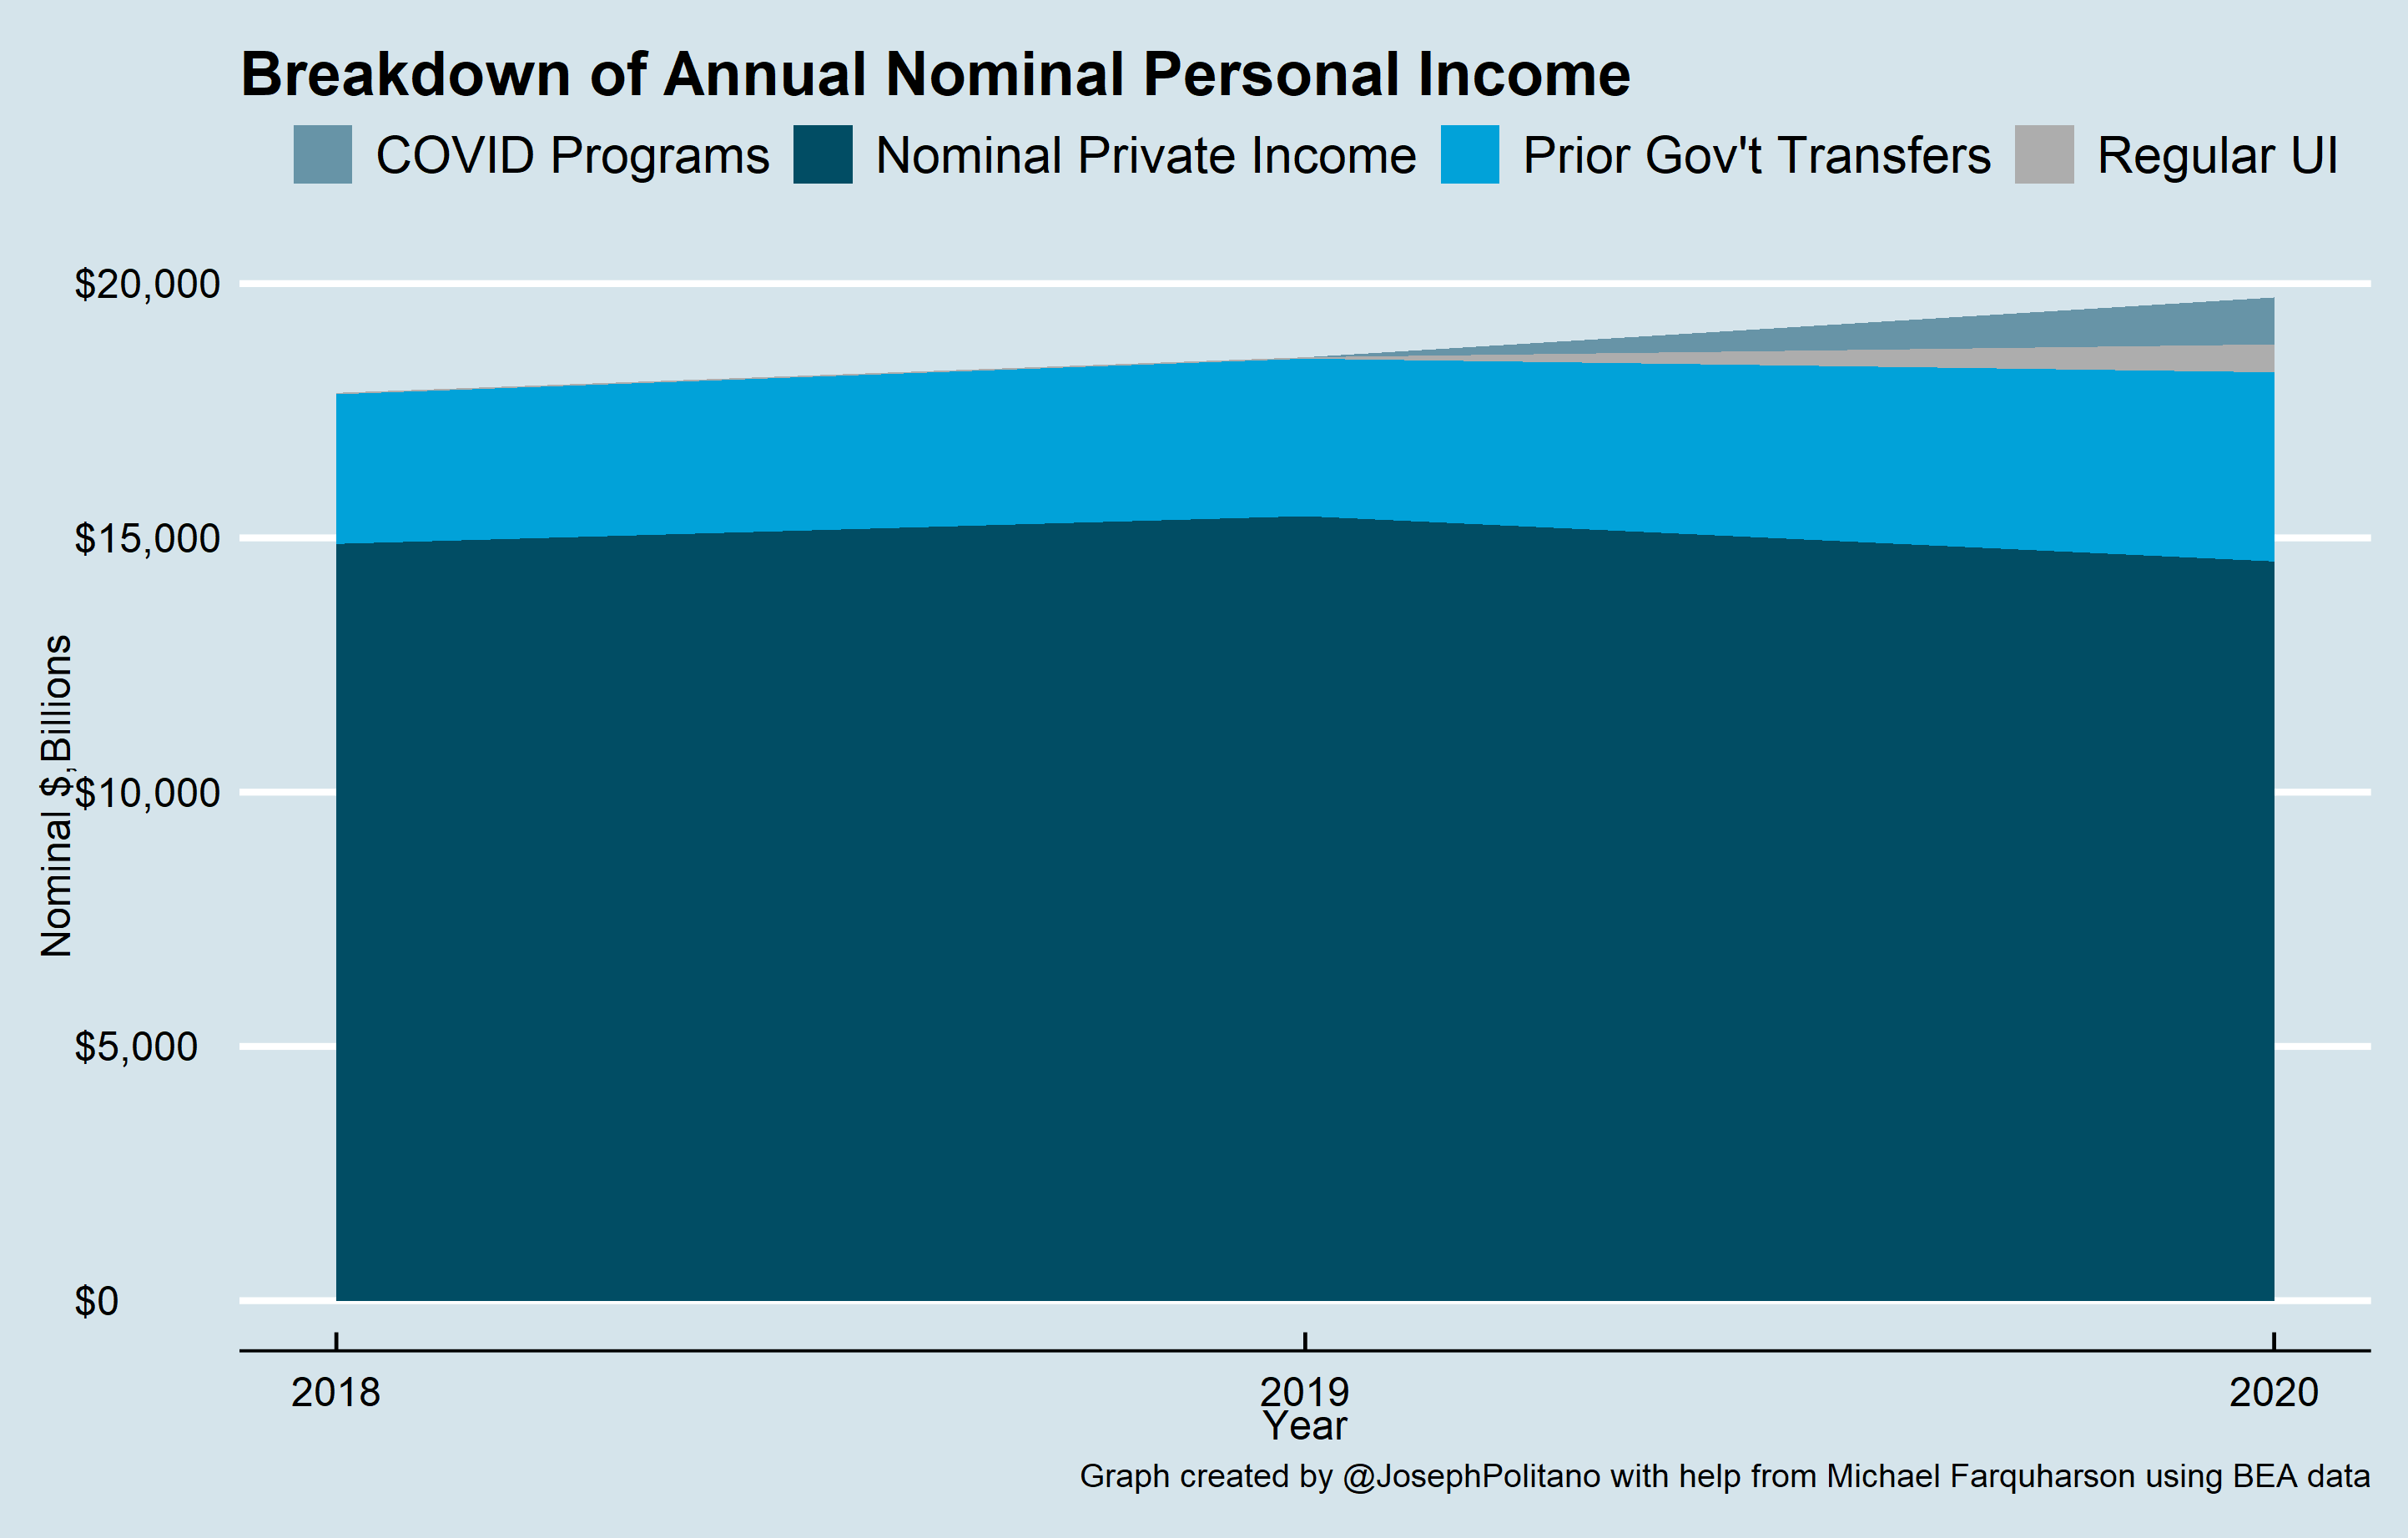 Breakdown of Annual Nominal Personal Income
COVID Programs Nominal Private Income Prior Gov't Transfers Regular UI
$20,000
$15,000
$10,000
$5,000
$0
Nominal $,Billions
2018 2019 2020
Year
Graph created by @JosephPolitano with help from Michael Farquharson using BEA data